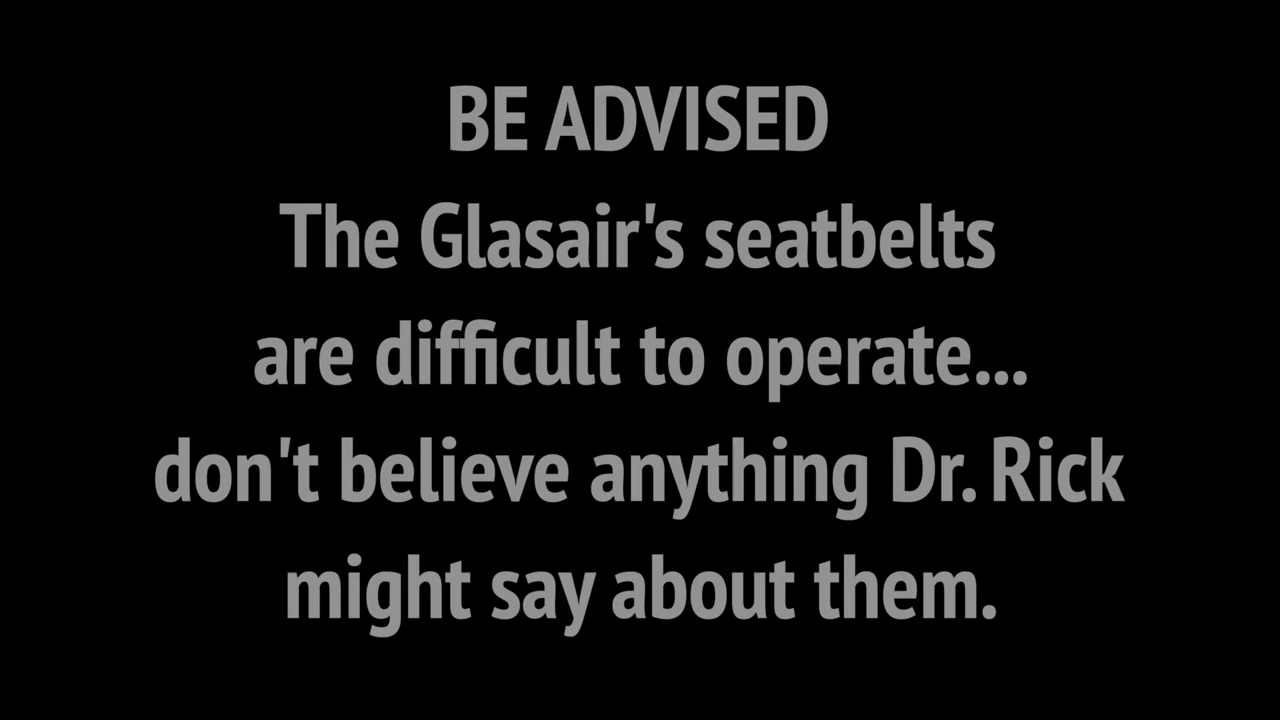 BE ADVISED
The Glasair's seatbelts
are difficult to operate...
don't believe anything Dr. Rick
might say about them.